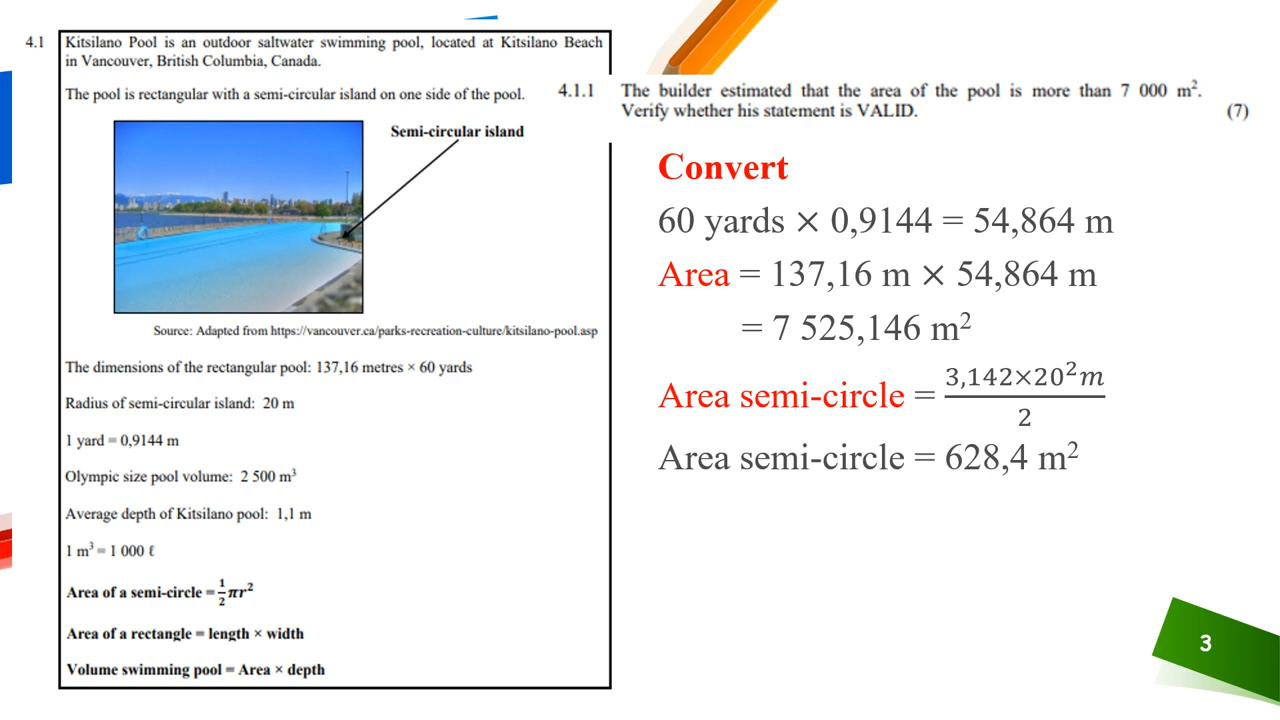 4.1 Kitsilano Pool is an outdoor saltwater swimming pool, located at Kitsilano Beach
in Vancouver, British Columbia, Canada.
The pool is rectangular with a semi-circular island on one side of the pool.
Semi-circular island
Source: Adapted from https://vancouver.ca/parks-recreation-culture/kitsilano-pool.asp
The dimensions of the rectangular pool: 137,16 metres × 60 yards
Radius of semi-circular island: 20 m
1 yard = 0,9144 m
Olympic size pool volume: 2 500 m³
Average depth of Kitsilano pool: 1,1 m
1 m³ = 1 000 ℓ
Area of a semi-circle = ½πr²
Area of a rectangle = length × width
Volume swimming pool = Area × depth
4.1.1 The builder estimated that the area of the pool is more than 7 000 m².
Verify whether his statement is VALID. (7)
Convert
60 yards × 0,9144 = 54,864 m
Area = 137,16 m × 54,864 m
= 7 525,146 m²
Area semi-circle = 3,142×20²m / 2
Area semi-circle = 628,4 m²
3